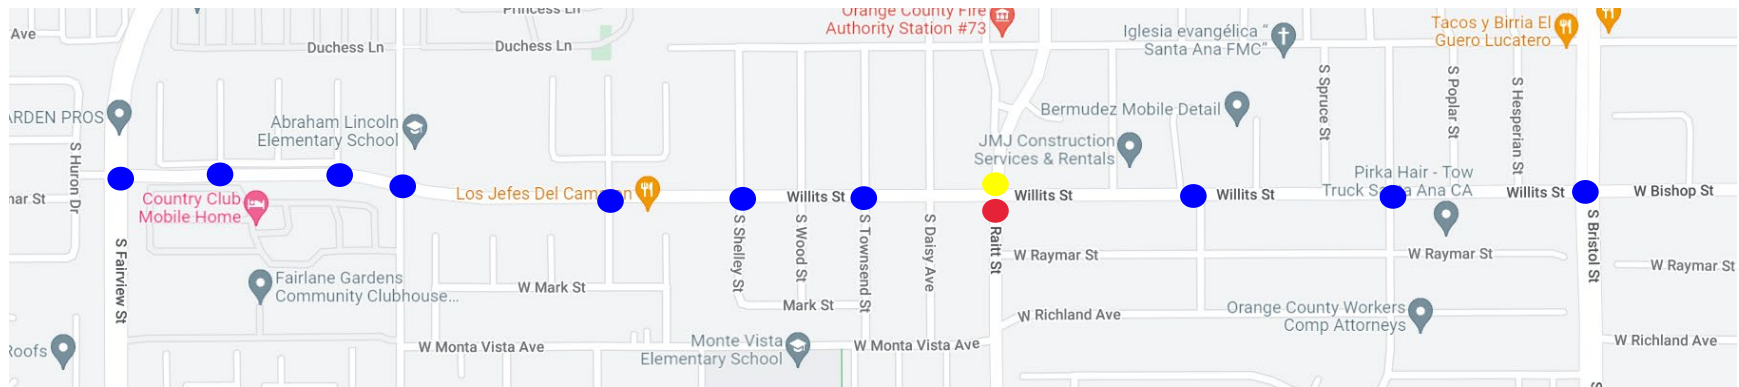 Princess Ln
Orange County Fire
Authority Station #73
Ave
Duchess Ln
Duchess Ln
Iglesia evangélica “
Santa Ana FMC”
Tacos y Birria El
Guero Lucatero
ARDEN PROS
Abraham Lincoln
Elementary School
S Huron Dr
Bermudez Mobile Detail
JMJ Construction
Services & Rentals
S Spruce St
S Poplar St
S Hesperian St
Pirka Hair - Tow
Truck Santa Ana CA
nar St
Country Club
Mobile Home
Los Jefes Del
Willits St
Willits St
Willits St
Willits St
W Bishop St
S Fairview St
S Shelley St
S Wood St
S Townsend St
S Daisy Ave
Raitt St
S Bristol St
W Raymar St
W Raymar St
W Raymar St
Fairlane Gardens
Community Clubhouse...
W Mark St
Mark St
W Richland Ave
Orange County Workers
Comp Attorneys
Roofs
W Monta Vista Ave
Monte Vista
Elementary School
W Monta Vista Ave
W Richland Ave
S